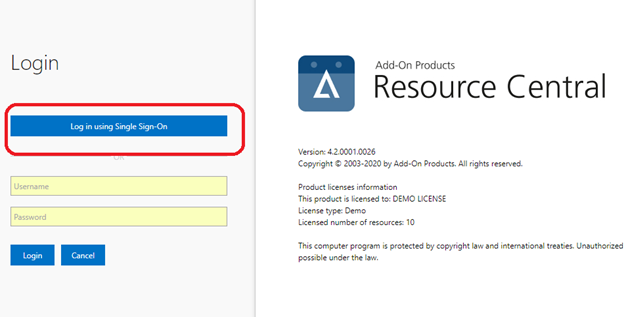 Login
Log in using Single Sign-On
OR
Username
Password
Login
Cancel
Add-On Products
Resource Central
Version: 4.2.0001.0026
Copyright © 2003-2020 by Add-On Products. All rights reserved.
Product licenses information
This product is licensed to: DEMO LICENSE
License type: Demo
Licensed number of resources: 10
This computer program is protected by copyright law and international treaties. Unauthorized
possible under the law.